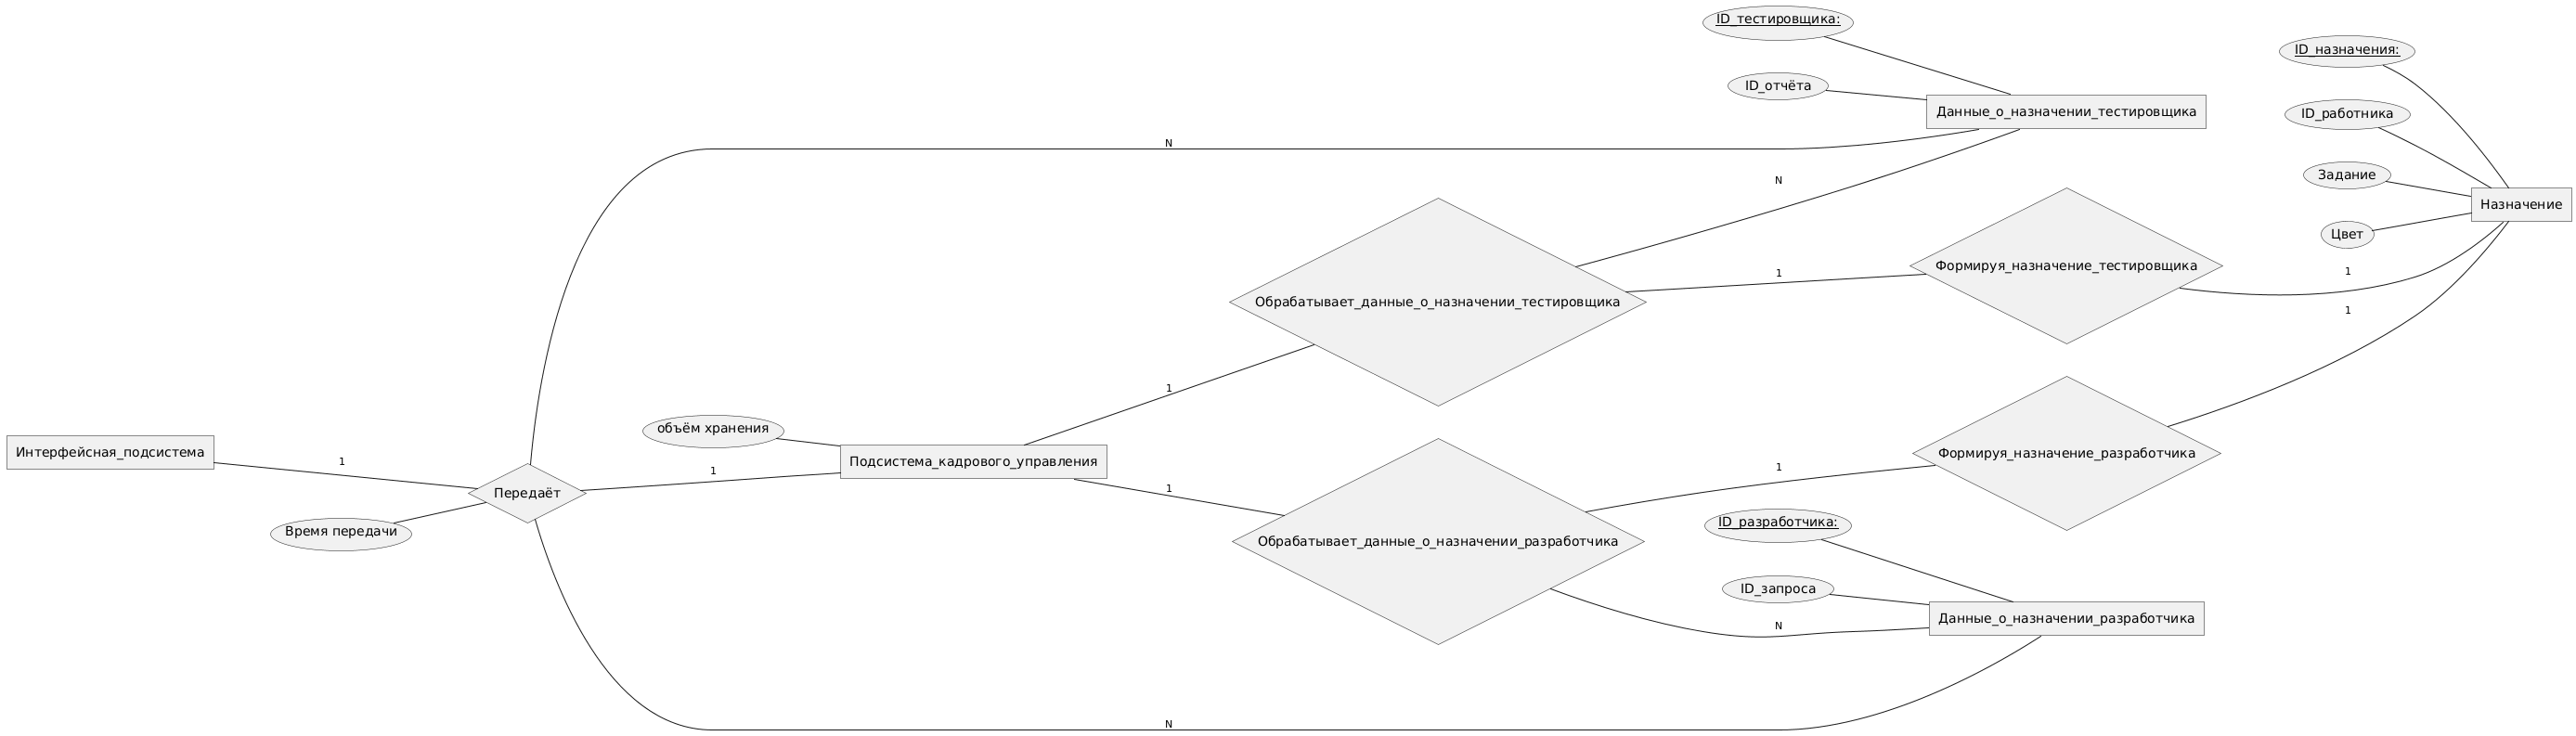 ID_тестировщика:
ID_отчёта
Данные_о_назначении_тестировщика
ID_назначения:
ID_работника
Задание
Цвет
Назначение
N
N
Обрабатывает_данные_о_назначении_тестировщика
1
Формируя_назначение_тестировщика
1
1
1
объём хранения
Интерфейсная_подсистема
1
Подсистема_кадрового_управления
1
Передаёт
Время передачи
1
Обрабатывает_данные_о_назначении_разработчика
1
Формируя_назначение_разработчика
ID_разработчика:
ID_запроса
Данные_о_назначении_разработчика
N
N